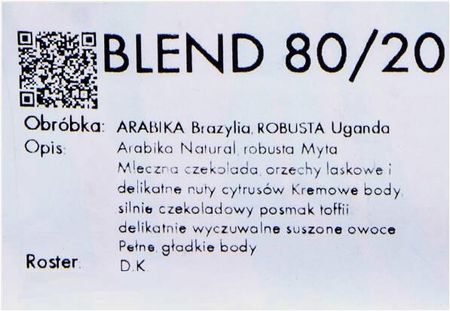 BLEND 80/20
Obróbka: ARABIKA Brazylia, ROBUSTA Uganda
Opis: Arabika Natural, robusta Myta
Mleczna czekolada, orzechy laskowe i
delikatne nuty cytrusów Kremowe body,
silnie czekoladowy posmak toffii,
delikatnie wyczuwalne suszone owoce
Pełne, gładkie body
Roster: D.K